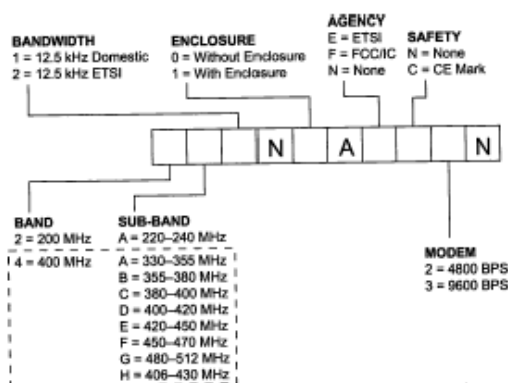 BANDWIDTH
1 = 12.5 kHz Domestic
2 = 12.5 kHz ETSI
ENCLOSURE
0 = Without Enclosure
1 = With Enclosure
AGENCY
E = ETSI
F = FCC/IC
N = None
SAFETY
N = None
C = CE Mark
N A N
BAND
2 = 200 MHz
4 = 400 MHz
SUB-BAND
A = 220–240 MHz
A = 330–355 MHz
B = 355–380 MHz
C = 380–400 MHz
D = 400–420 MHz
E = 420–450 MHz
F = 450–470 MHz
G = 480–512 MHz
H = 406–430 MHz
MODEM
2 = 4800 BPS
3 = 9600 BPS